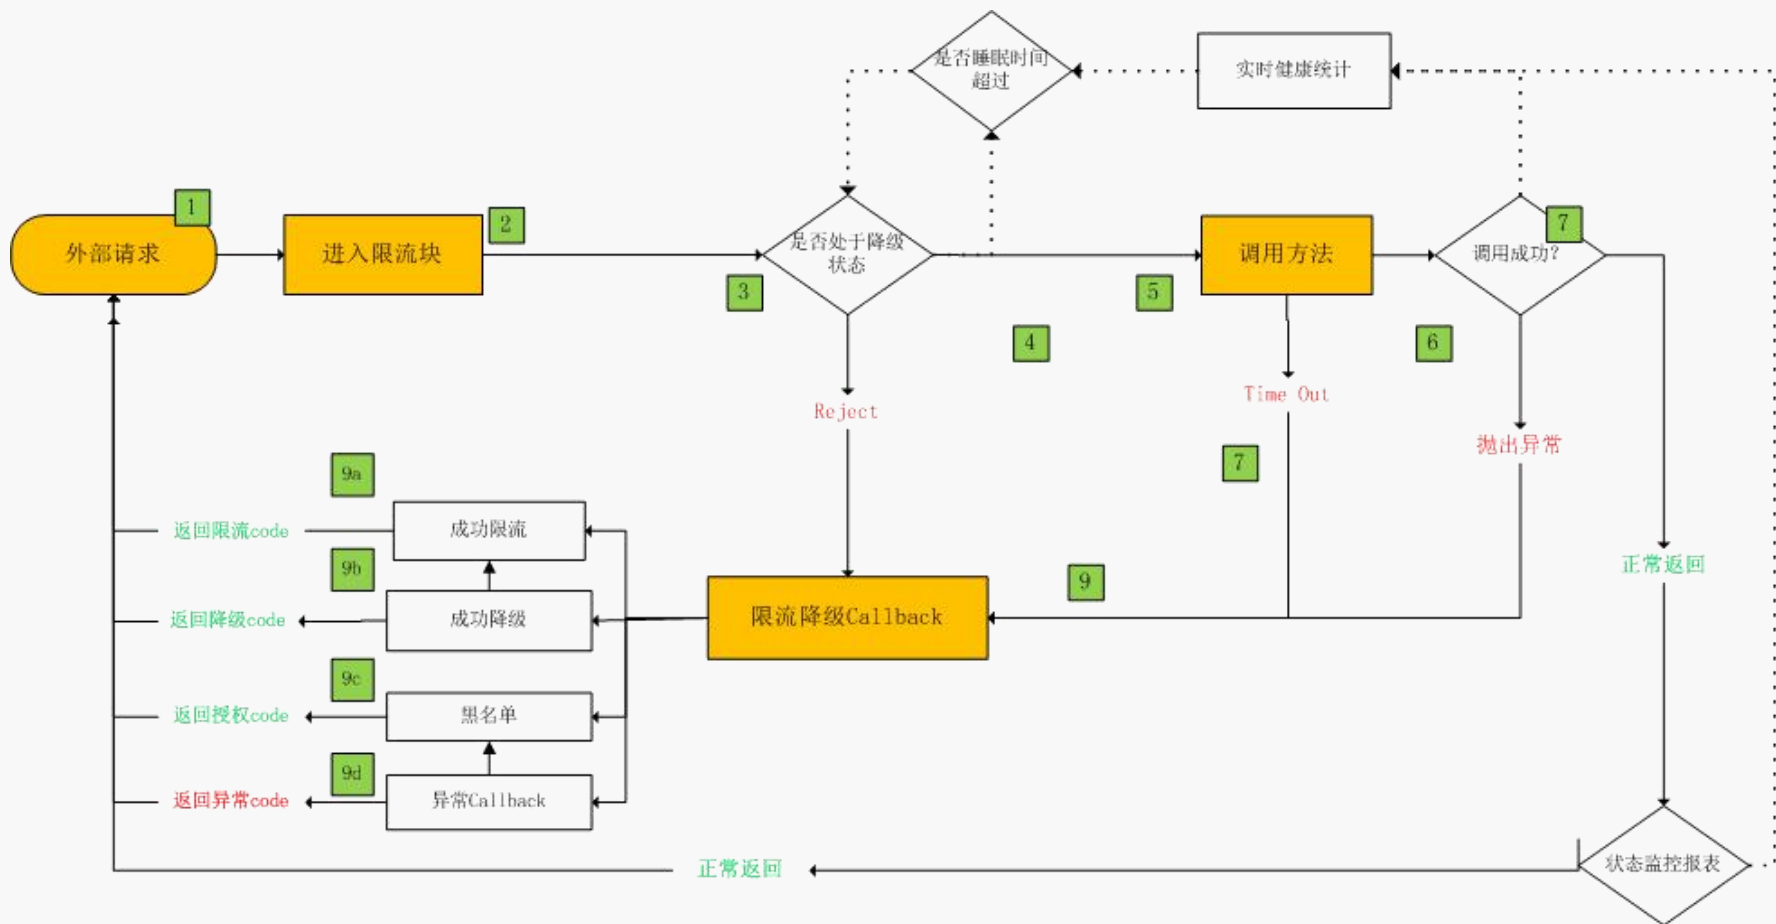 是否睡眠时间
超过
实时健康统计
1
外部请求
进入限流块
2
是否处于降级
状态
3
4
5
调用方法
7
调用成功？
6
Reject
Time Out
抛出异常
7
9a
返回限流code
成功限流
9b
返回降级code
成功降级
限流降级Callback
9
正常返回
9c
返回授权code
黑名单
9d
返回异常code
异常Callback
正常返回
状态监控报表